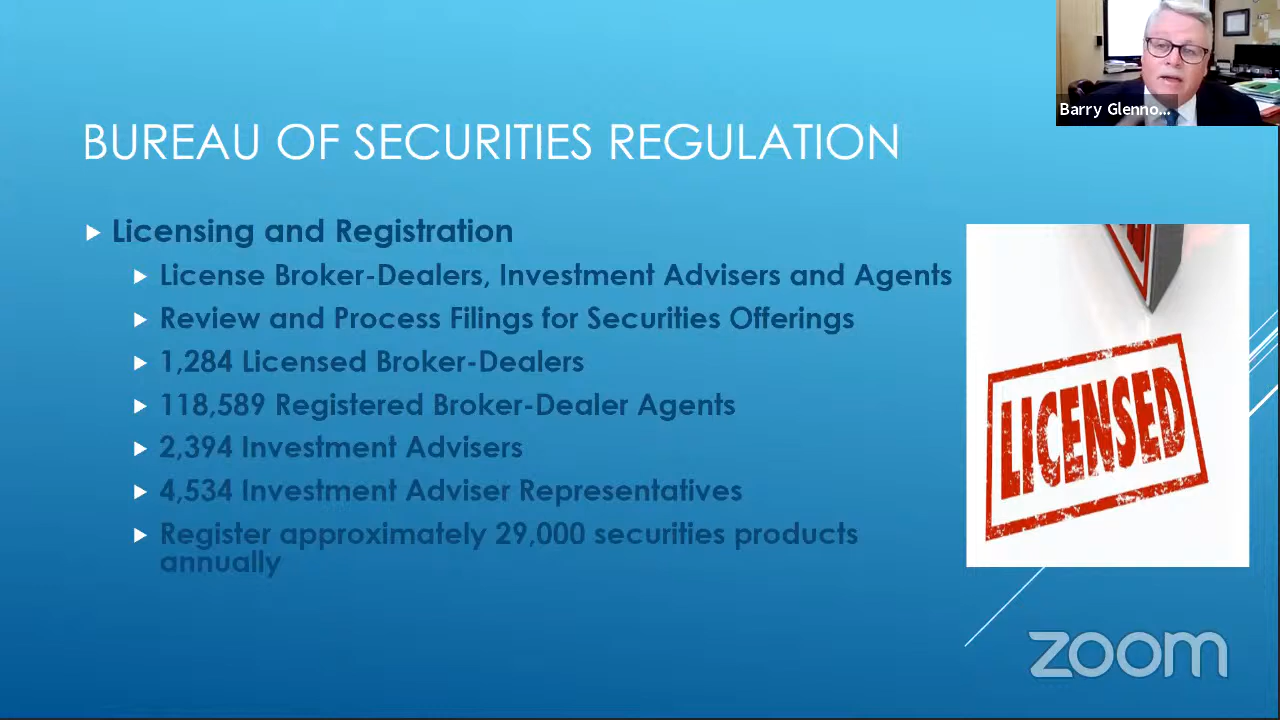 Barry Glenno...
BUREAU OF SECURITIES REGULATION
Licensing and Registration
License Broker-Dealers, Investment Advisers and Agents
Review and Process Filings for Securities Offerings
1,284 Licensed Broker-Dealers
118,589 Registered Broker-Dealer Agents
2,394 Investment Advisers
4,534 Investment Adviser Representatives
Register approximately 29,000 securities products
annually
LICENSED
zoom